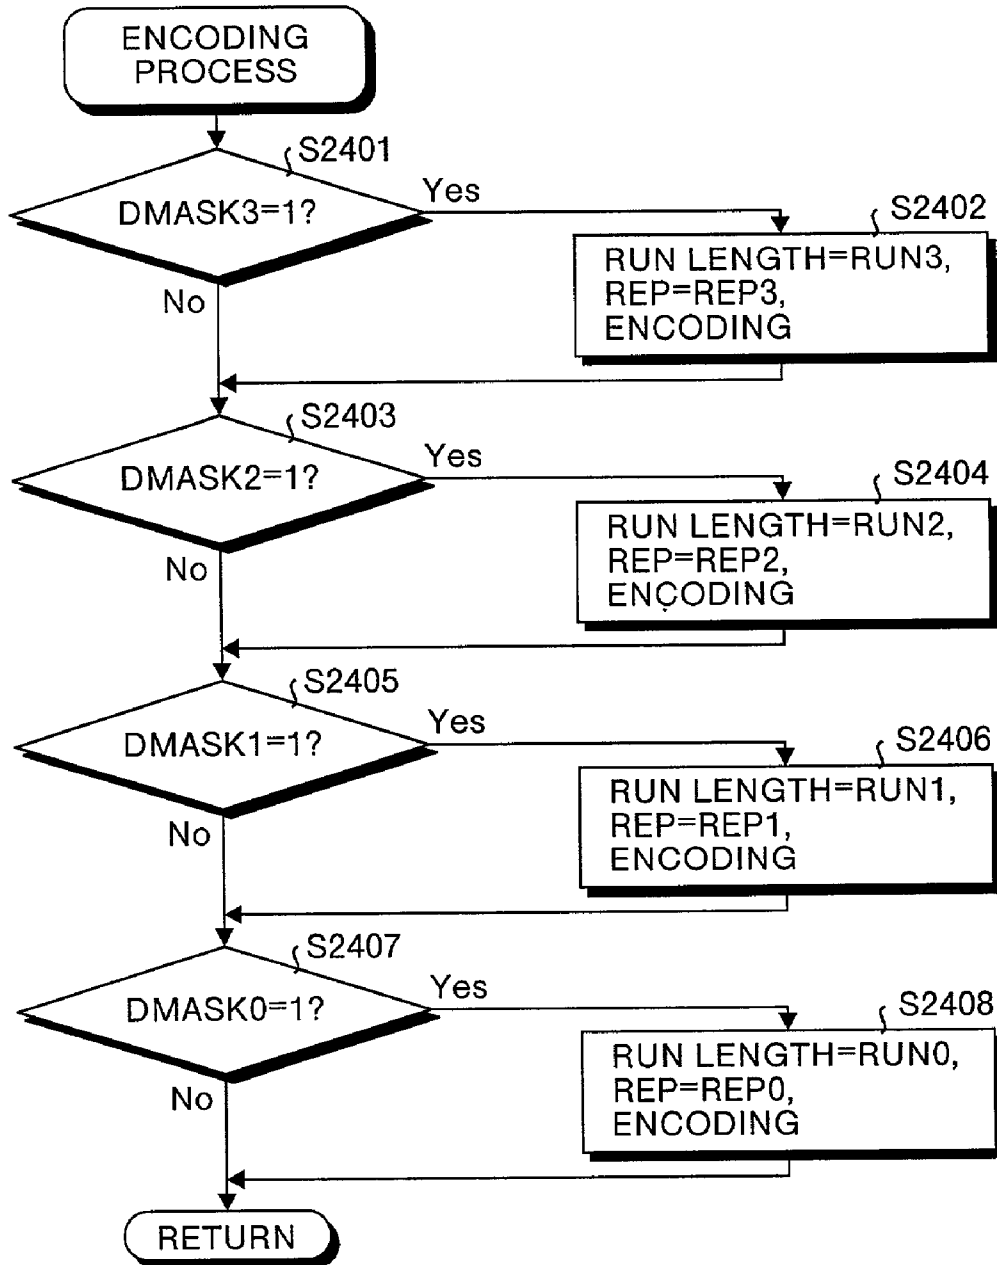 ENCODING
PROCESS
S2401
DMASK3=1?
Yes
No
S2402
RUN LENGTH=RUN3,
REP=REP3,
ENCODING
S2403
DMASK2=1?
Yes
No
S2404
RUN LENGTH=RUN2,
REP=REP2,
ENCODING
S2405
DMASK1=1?
Yes
No
S2406
RUN LENGTH=RUN1,
REP=REP1,
ENCODING
S2407
DMASK0=1?
Yes
No
S2408
RUN LENGTH=RUN0,
REP=REP0,
ENCODING
RETURN